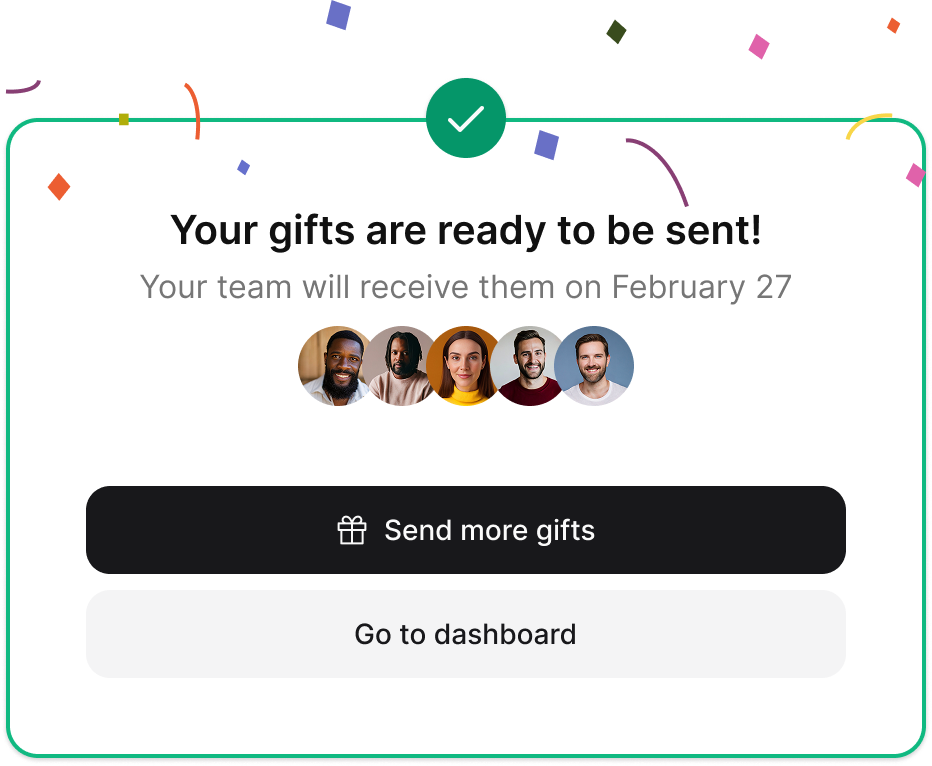 Your gifts are ready to be sent!
Your team will receive them on February 27
Send more gifts
Go to dashboard